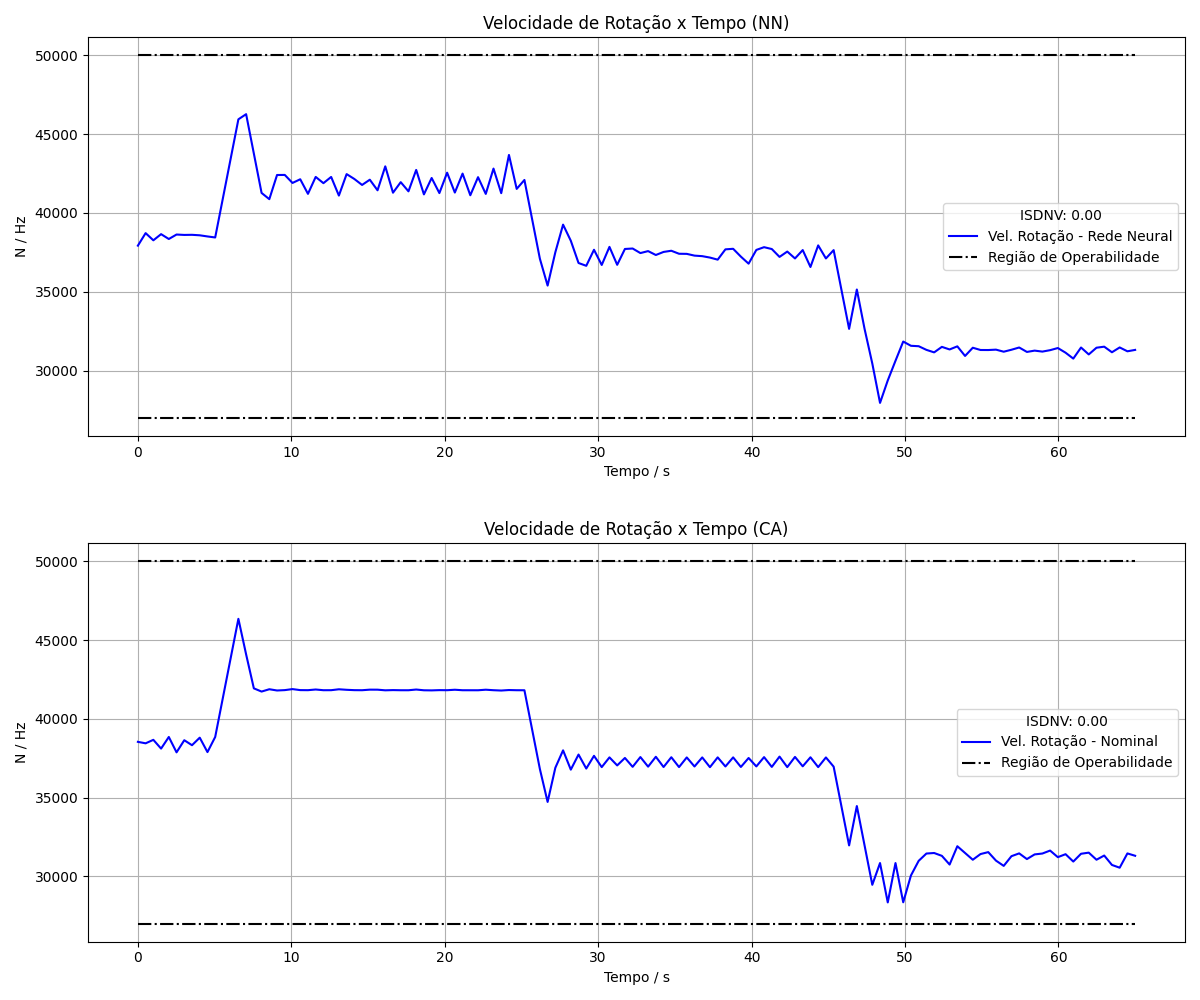 Velocidade de Rotação x Tempo (NN)
50000
45000
40000
35000
30000
N / Hz
ISDNV: 0.00
Vel. Rotação - Rede Neural
Região de Operabilidade
0 10 20 30 40 50 60
Tempo / s
Velocidade de Rotação x Tempo (CA)
50000
45000
40000
35000
30000
N / Hz
ISDNV: 0.00
Vel. Rotação - Nominal
Região de Operabilidade
0 10 20 30 40 50 60
Tempo / s